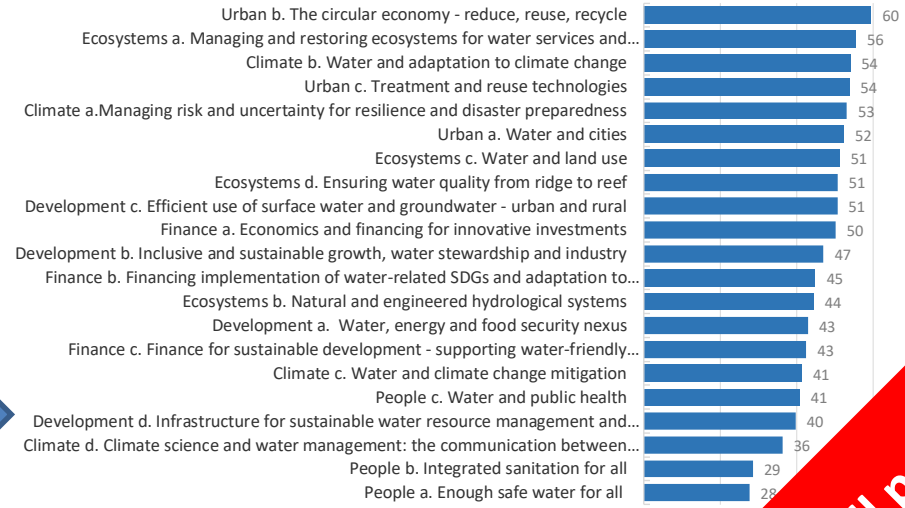 Urban b. The circular economy - reduce, reuse, recycle 60
Ecosystems a. Managing and restoring ecosystems for water services and… 56
Climate b. Water and adaptation to climate change 54
Urban c. Treatment and reuse technologies 54
Climate a.Managing risk and uncertainty for resilience and disaster preparedness 53
Urban a. Water and cities 52
Ecosystems c. Water and land use 51
Ecosystems d. Ensuring water quality from ridge to reef 51
Development c. Efficient use of surface water and groundwater - urban and rural 51
Finance a. Economics and financing for innovative investments 50
Development b. Inclusive and sustainable growth, water stewardship and industry 47
Finance b. Financing implementation of water-related SDGs and adaptation to… 45
Ecosystems b. Natural and engineered hydrological systems 44
Development a. Water, energy and food security nexus 43
Finance c. Finance for sustainable development - supporting water-friendly… 43
Climate c. Water and climate change mitigation 41
People c. Water and public health 41
Development d. Infrastructure for sustainable water resource management and… 40
Climate d. Climate science and water management: the communication between… 36
People b. Integrated sanitation for all 29
People a. Enough safe water for all 28